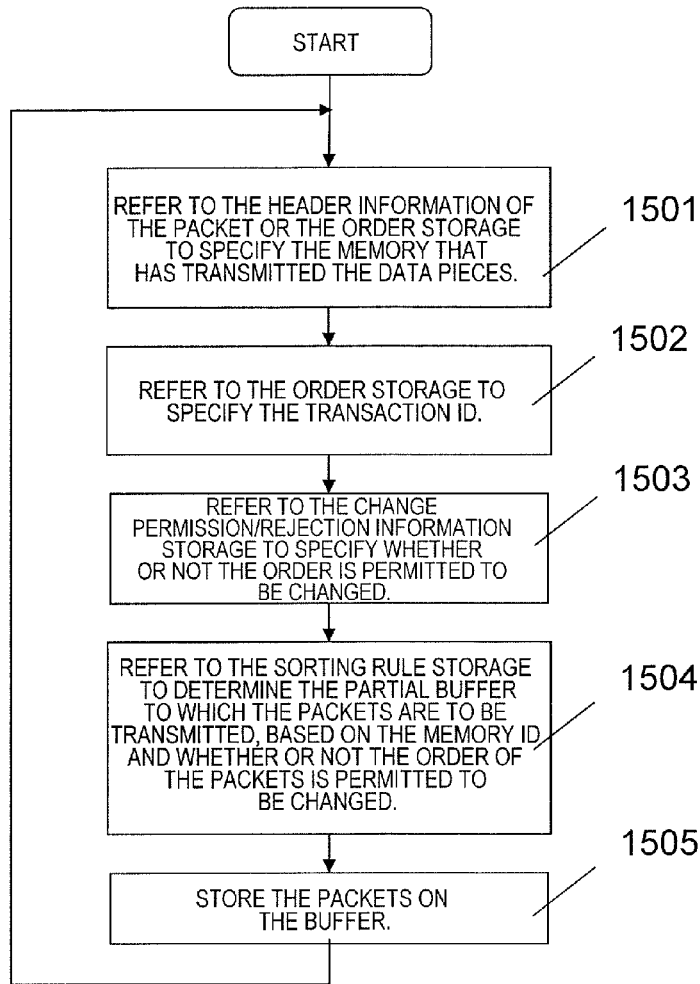 START
REFER TO THE HEADER INFORMATION OF
THE PACKET OR THE ORDER STORAGE
TO SPECIFY THE MEMORY THAT
HAS TRANSMITTED THE DATA PIECES.
1501
REFER TO THE ORDER STORAGE TO
SPECIFY THE TRANSACTION ID.
1502
REFER TO THE CHANGE
PERMISSION/REJECTION INFORMATION
STORAGE TO SPECIFY WHETHER
OR NOT THE ORDER IS PERMITTED TO
BE CHANGED.
1503
REFER TO THE SORTING RULE STORAGE
TO DETERMINE THE PARTIAL BUFFER
TO WHICH THE PACKETS ARE TO BE
TRANSMITTED, BASED ON THE MEMORY ID
AND WHETHER OR NOT THE ORDER OF
THE PACKETS IS PERMITTED TO
BE CHANGED.
1504
STORE THE PACKETS ON
THE BUFFER.
1505